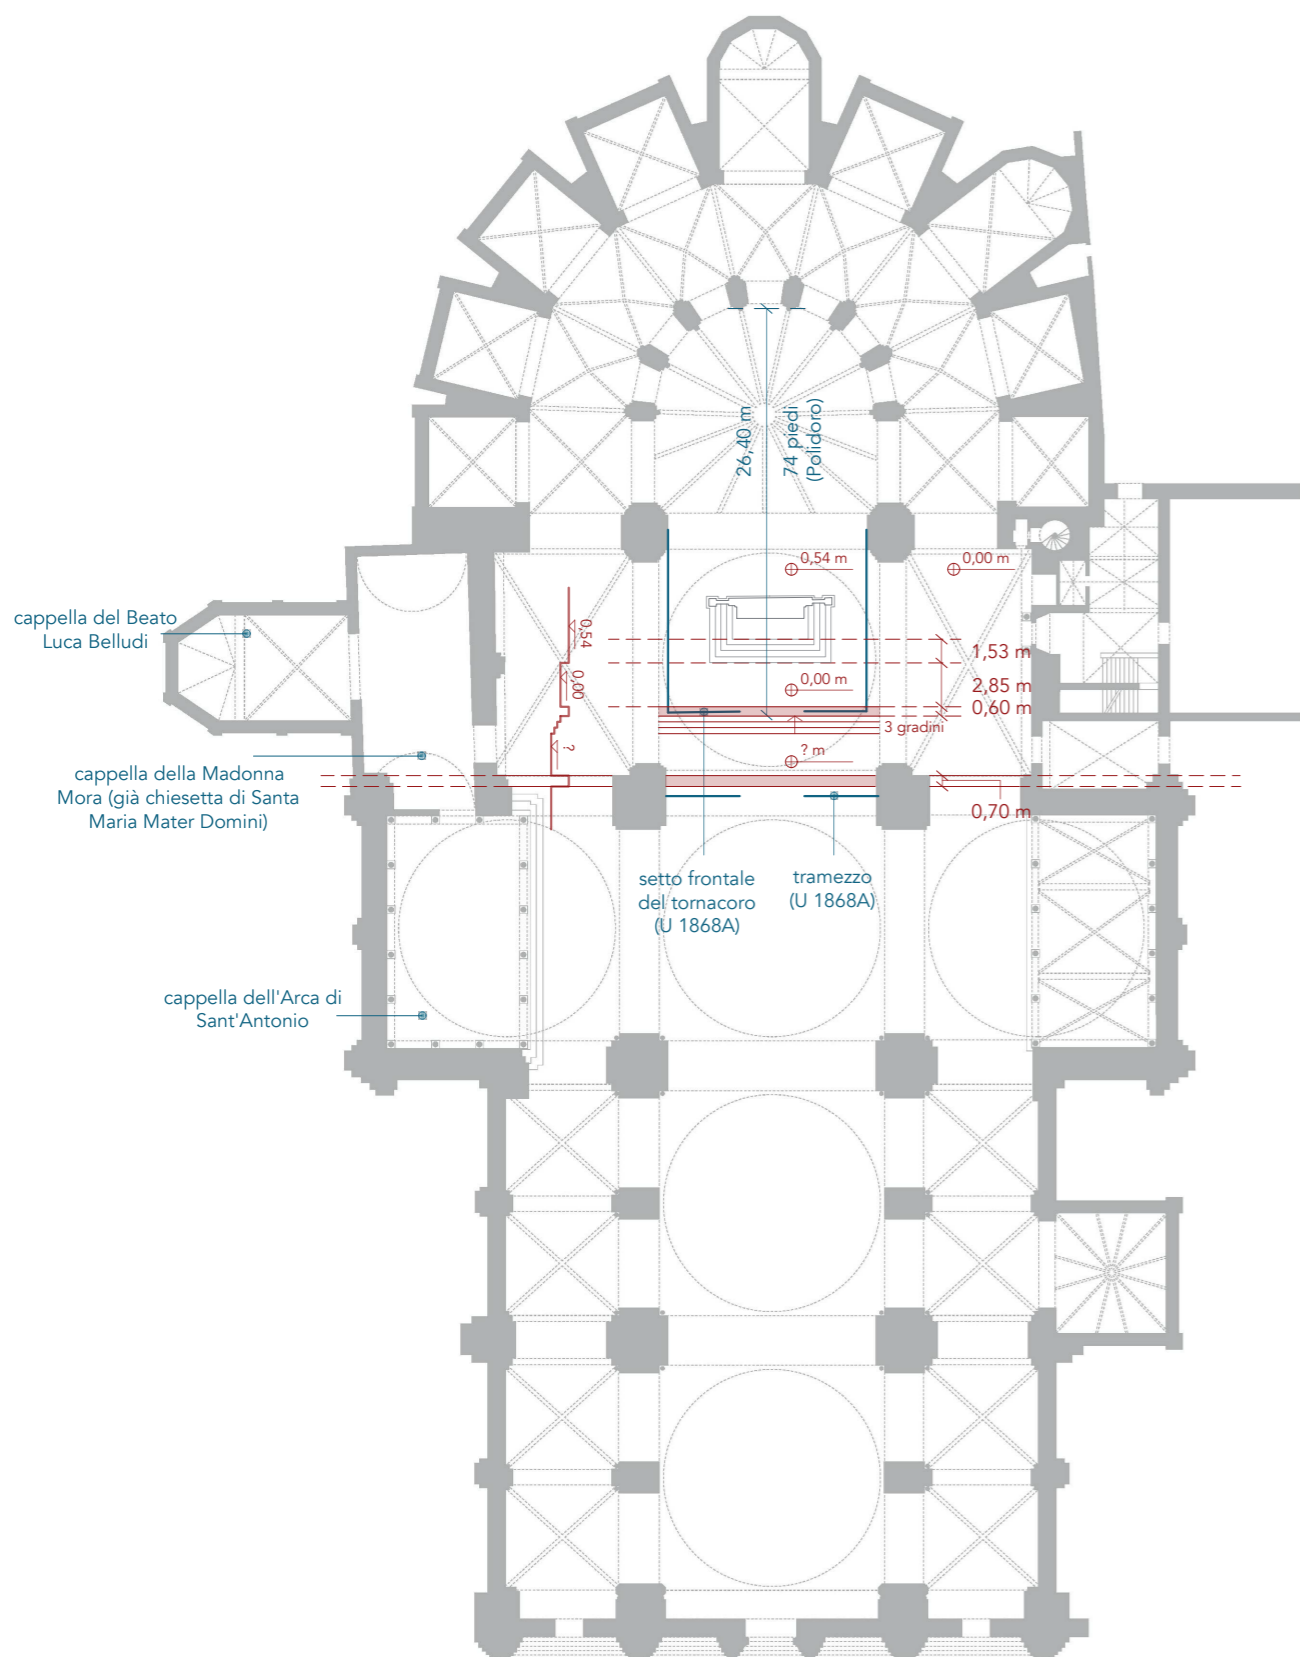 26,40 m
74 piedi
(Polidoro)
0,54 m
0,00 m
cappella del Beato
Luca Belludi
0,54
0,00
?
1,53 m
0,00 m
2,85 m
0,60 m
3 gradini
? m
cappella della Madonna
Mora (già chiesetta di Santa
Maria Mater Domini)
0,70 m
setto frontale
del tornacoro
(U 1868A)
tramezzo
(U 1868A)
cappella dell'Arca di
Sant'Antonio